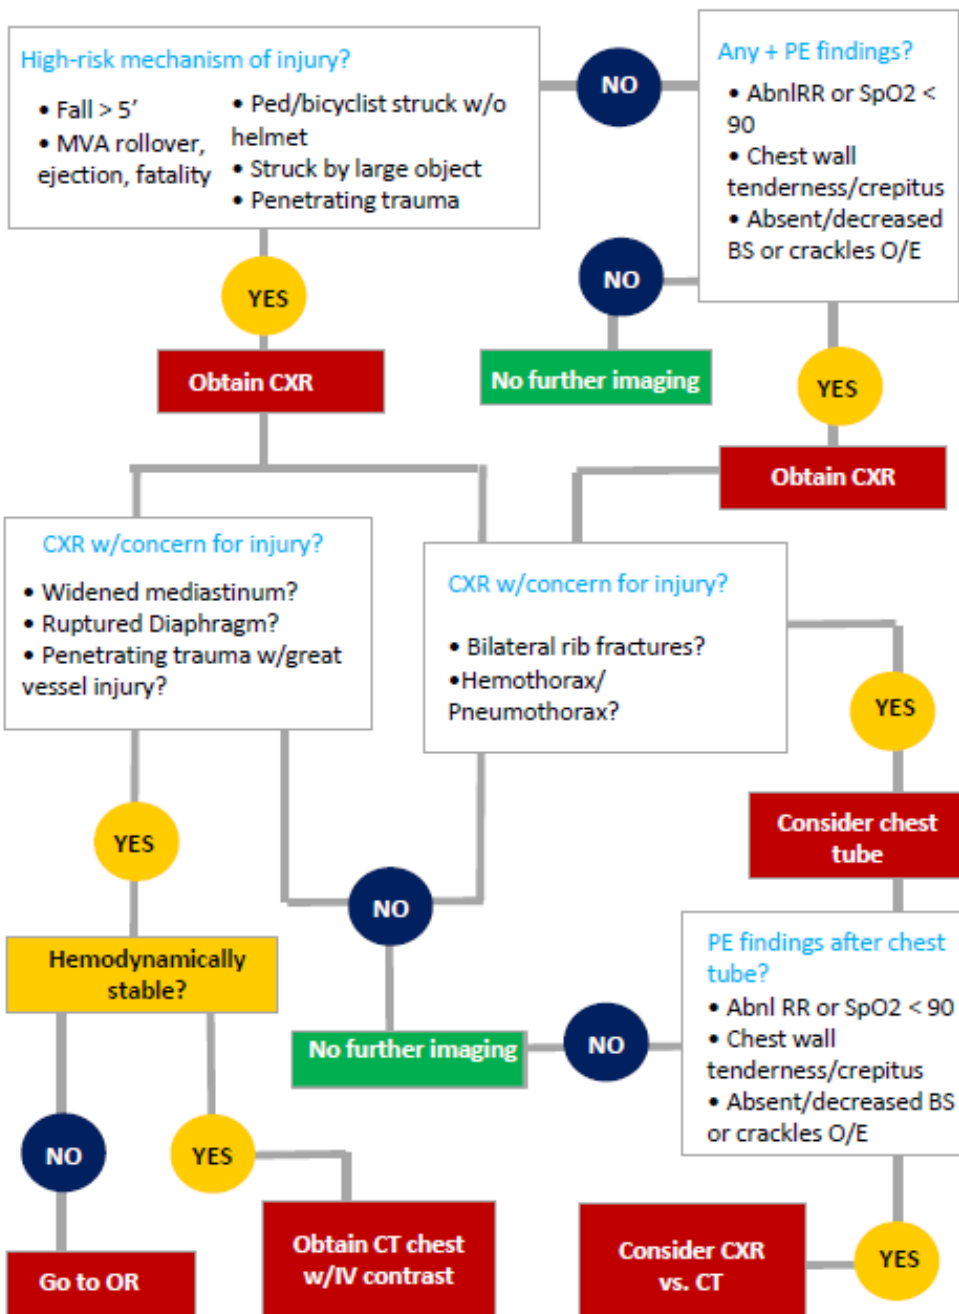 High-risk mechanism of injury?
• Fall > 5’
• MVA rollover,
ejection, fatality
• Ped/bicyclist struck w/o
helmet
• Struck by large object
• Penetrating trauma
NO
Any + PE findings?
• AbnlRR or SpO2 <
90
• Chest wall
tenderness/crepitus
• Absent/decreased
BS or crackles O/E
YES
NO
Obtain CXR
No further imaging
YES
Obtain CXR
CXR w/concern for injury?
• Widened mediastinum?
• Ruptured Diaphragm?
• Penetrating trauma w/great
vessel injury?
CXR w/concern for injury?
• Bilateral rib fractures?
•Hemothorax/
Pneumothorax?
YES
YES
Consider chest
tube
NO
Hemodynamically
stable?
PE findings after chest
tube?
• Abnl RR or SpO2 < 90
• Chest wall
tenderness/crepitus
• Absent/decreased BS
or crackles O/E
No further imaging
NO
NO
YES
Go to OR
Obtain CT chest
w/IV contrast
Consider CXR
vs. CT
YES